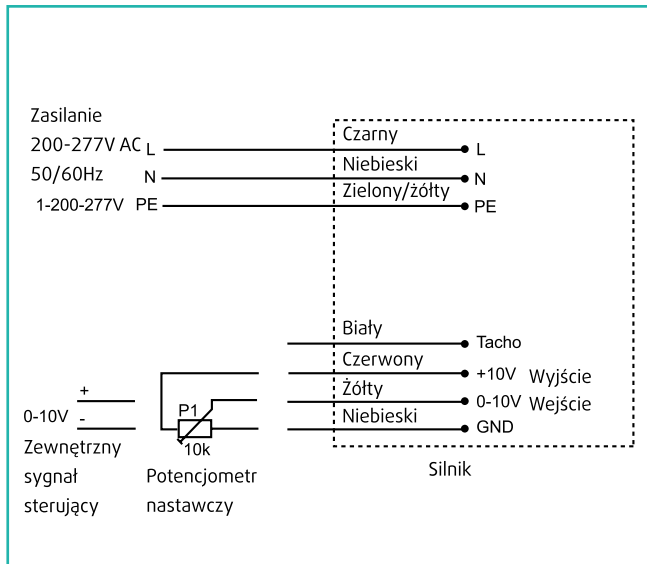 Zasilanie
200-277V AC L
50/60Hz N
1-200-277V PE
Czarny
Niebieski
Zielony/żółty
L
N
PE
Biały
Czerwony
Żółty
Niebieski
Tacho
+10V Wyjście
0-10V Wejście
GND
Silnik
+
0-10V -
Zewnętrzny
sygnał
sterujący
P1
10k
Potencjometr
nastawczy